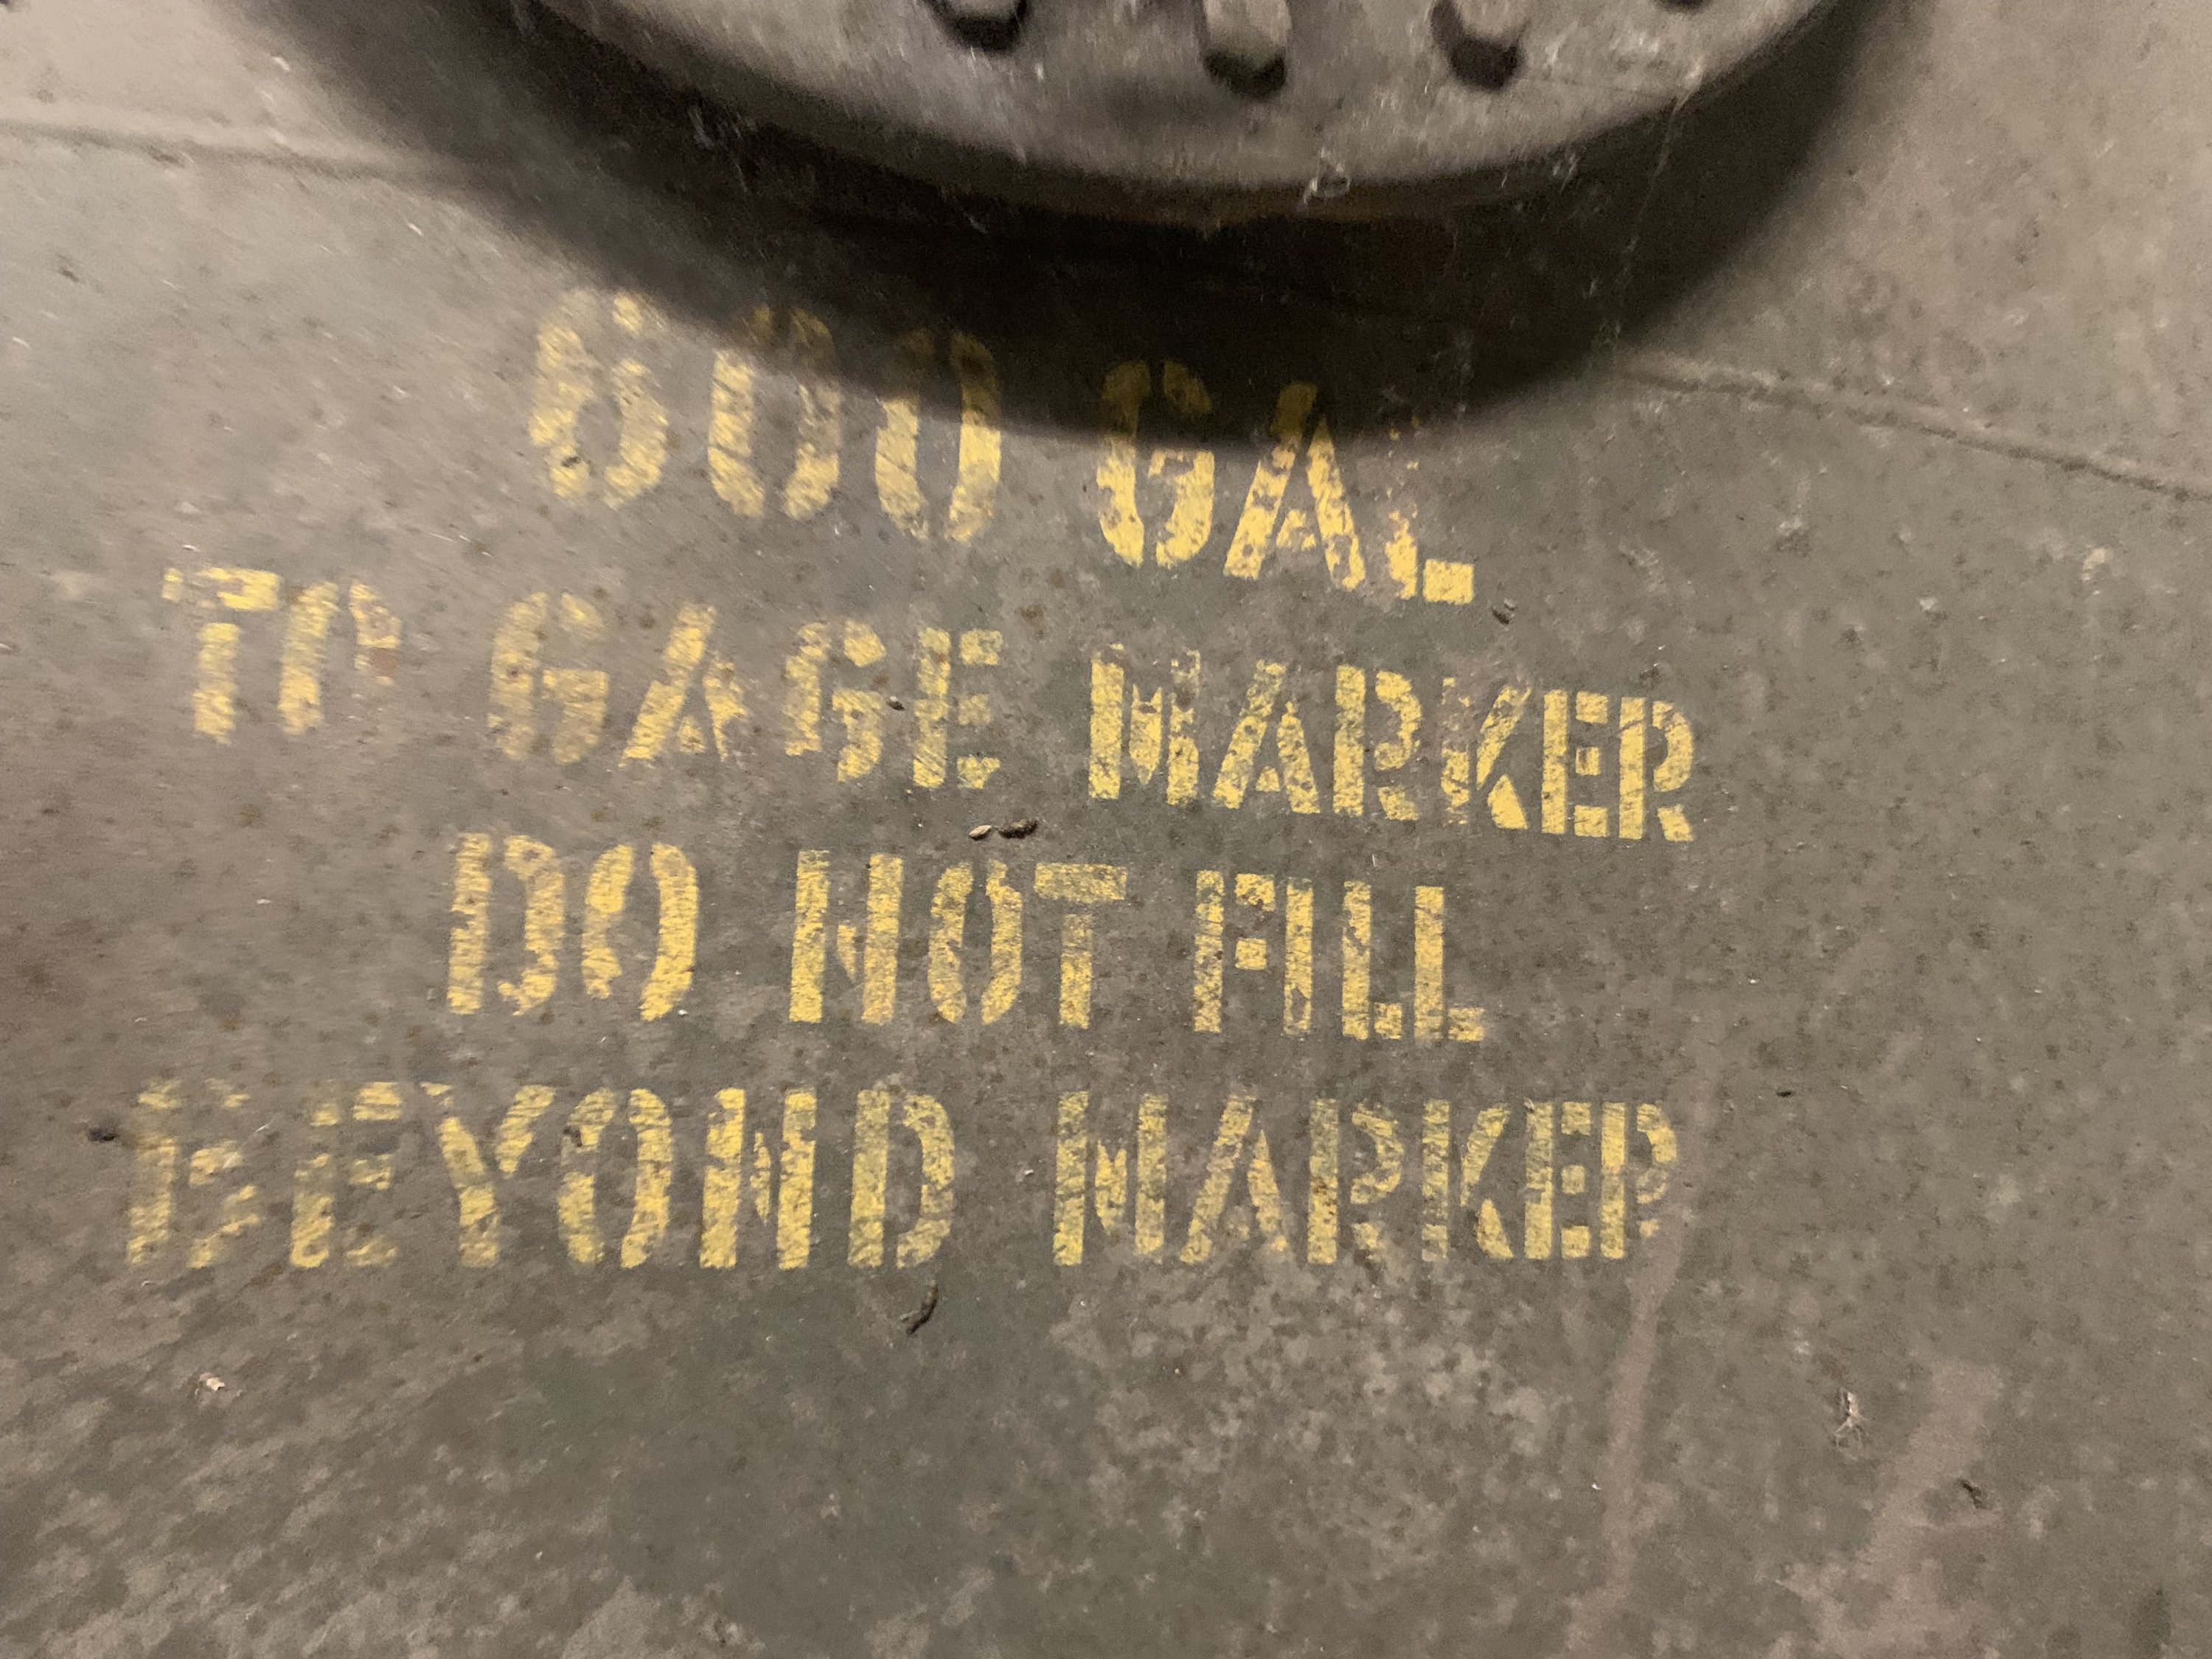 600 GAL
TO GAGE MARKER
DO NOT FILL
BEYOND MARKER